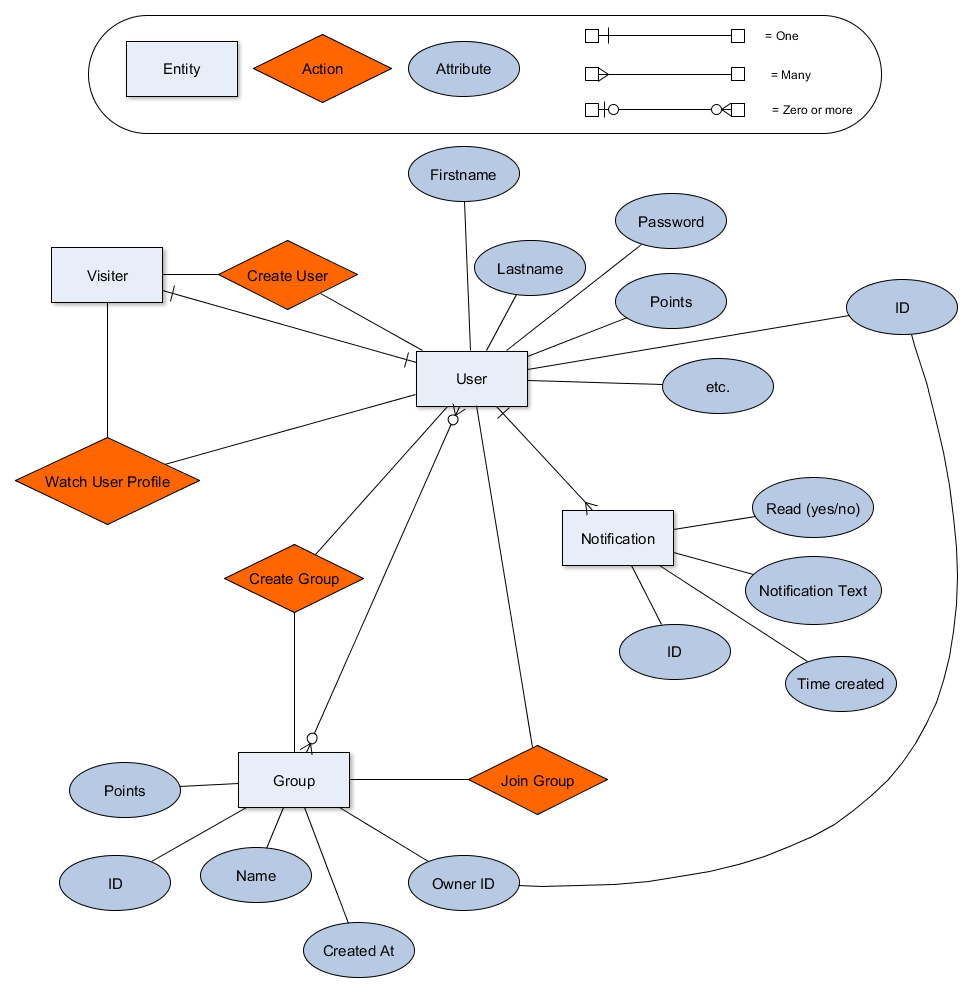 Entity
Action
Attribute
= One
= Many
= Zero or more
Firstname
Password
Lastname
Visiter
Create User
Points
ID
User
etc.
Watch User Profile
Read (yes/no)
Notification
Create Group
Notification Text
ID
Time created
Group
Join Group
Points
ID
Name
Owner ID
Created At